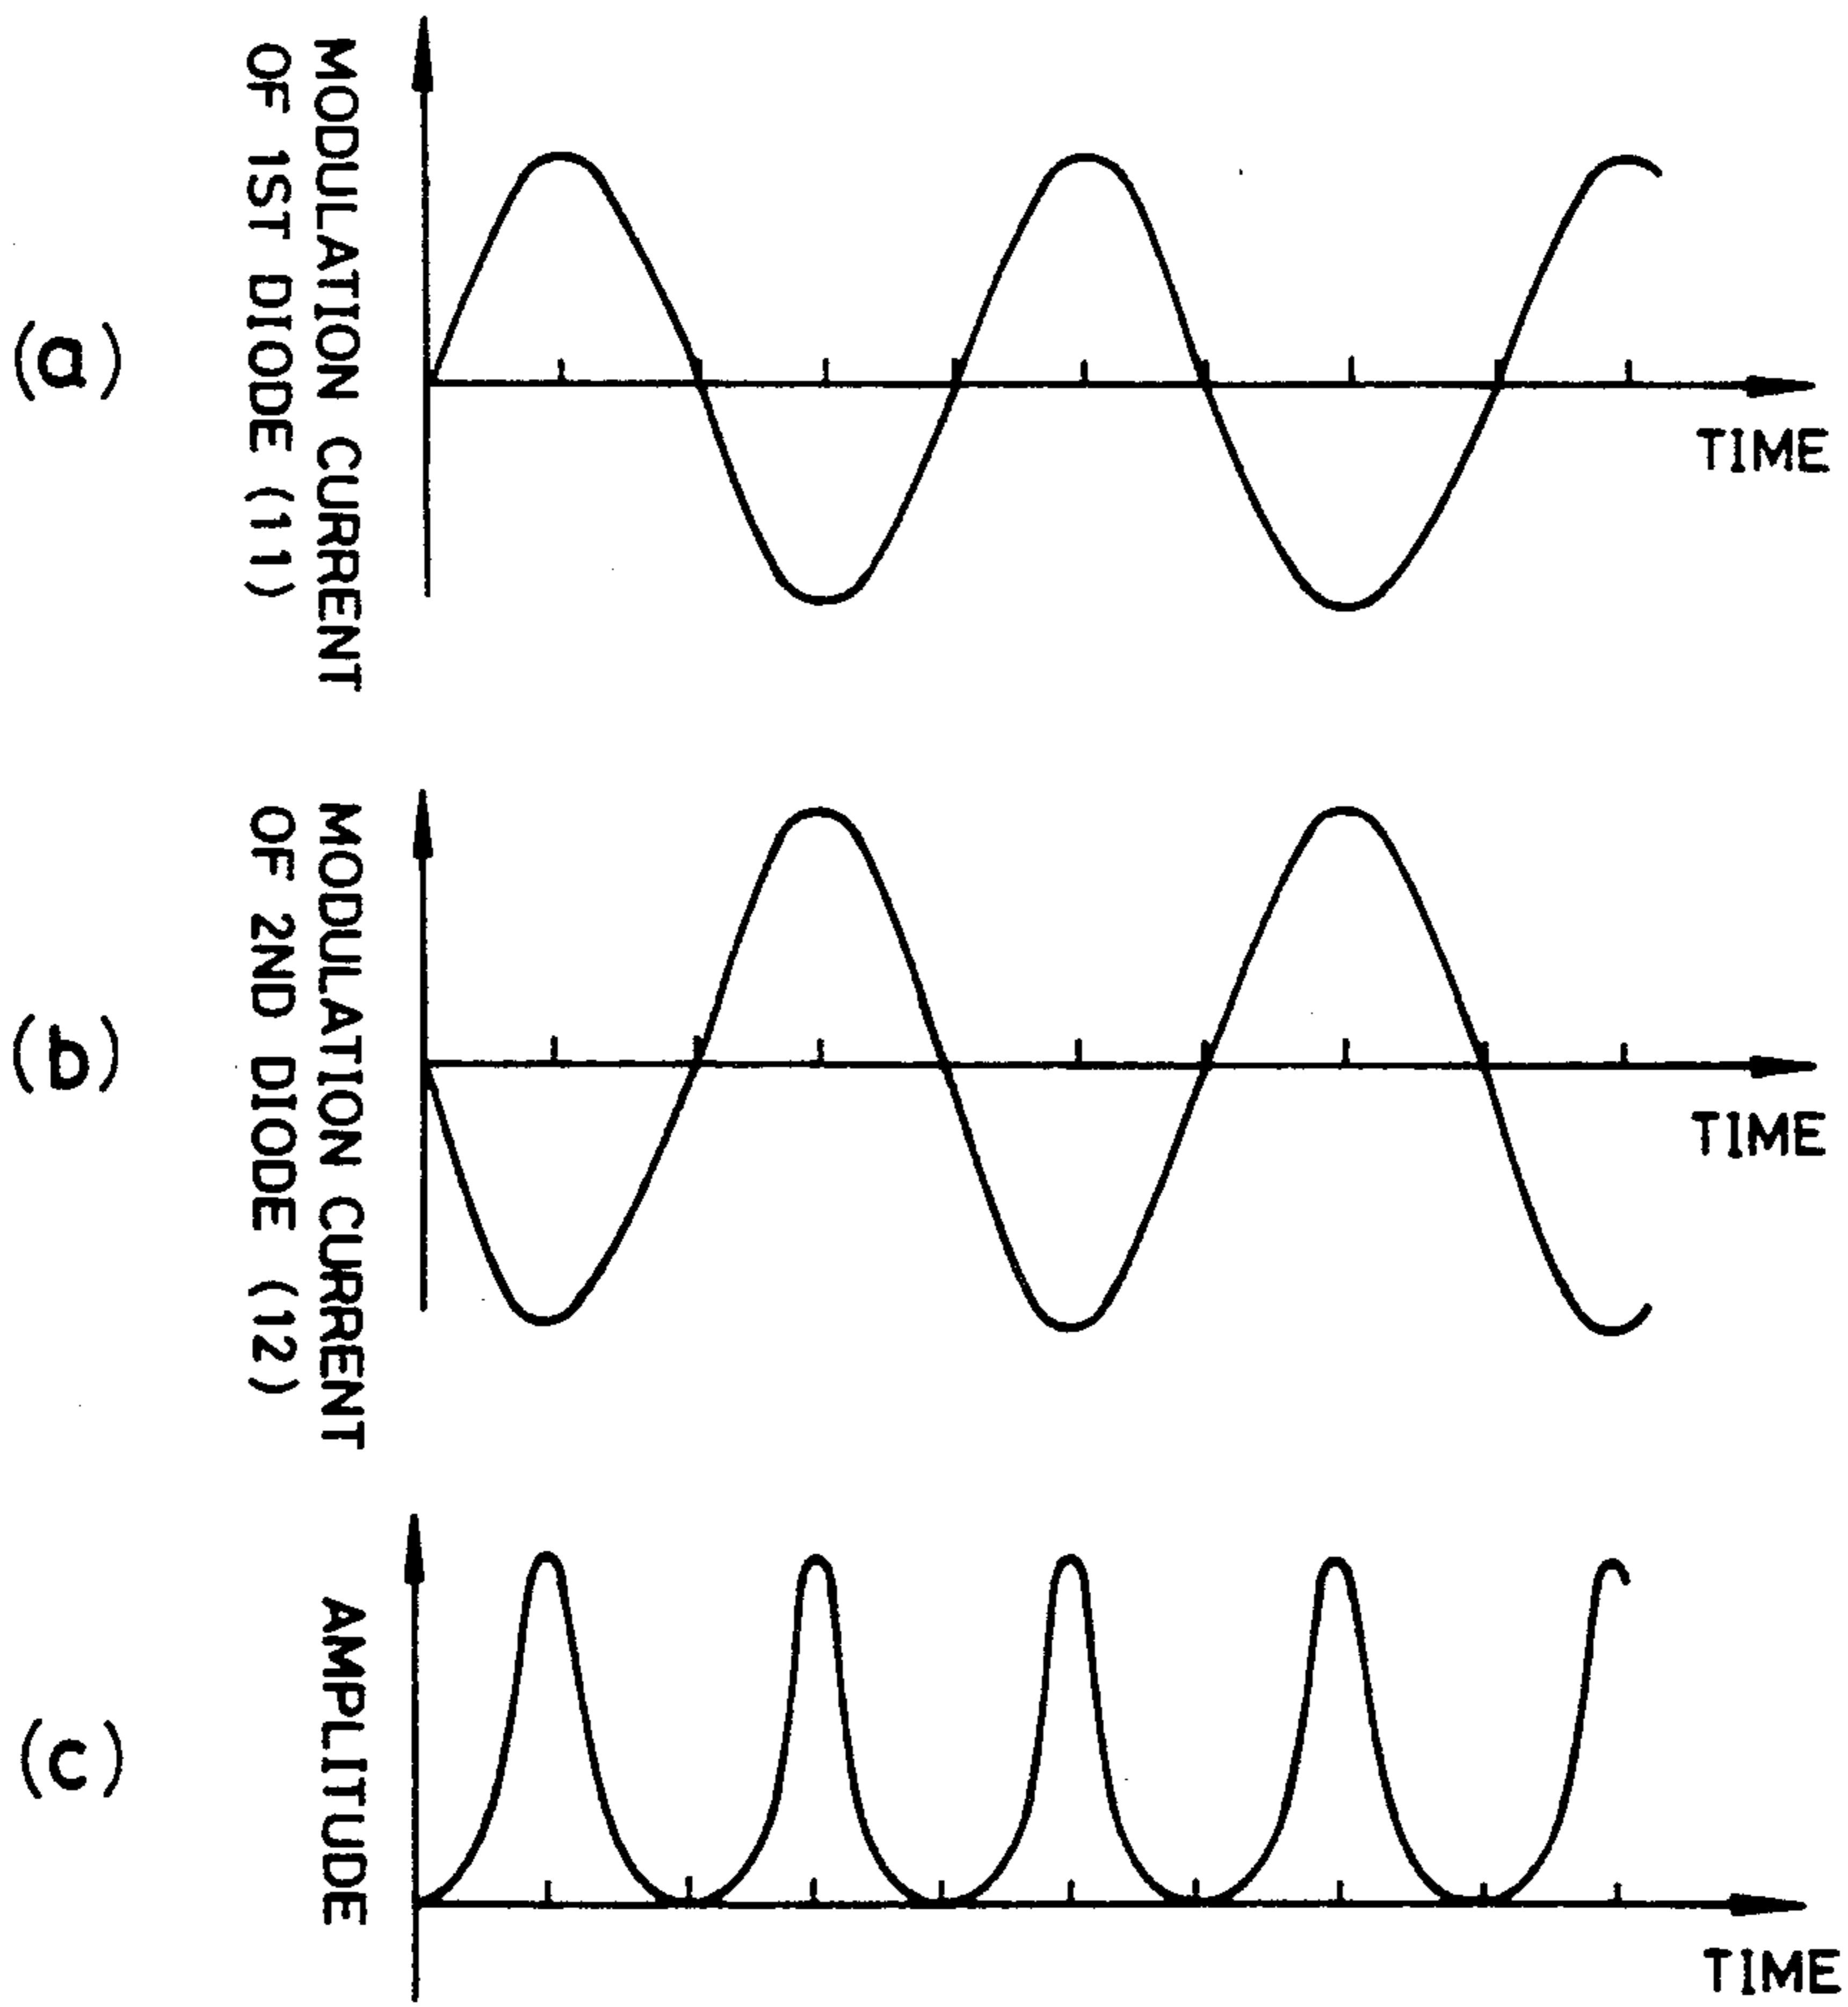 (a)
MODULATION CURRENT
OF 1ST DIODE (11)
TIME
(b)
MODULATION CURRENT
OF 2ND DIODE (12)
TIME
(c)
AMPLITUDE
TIME